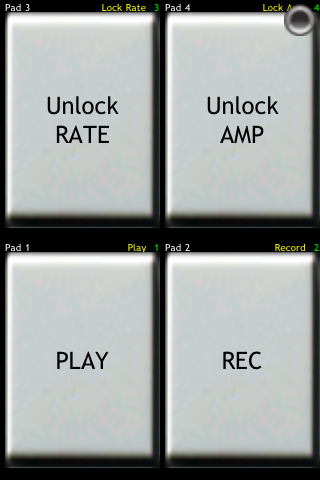 Pad 3 Lock Rate 3 Pad 4 Lock 4
Unlock
RATE
Unlock
AMP
Pad 1 Play 1 Pad 2 Record 2
PLAY
REC